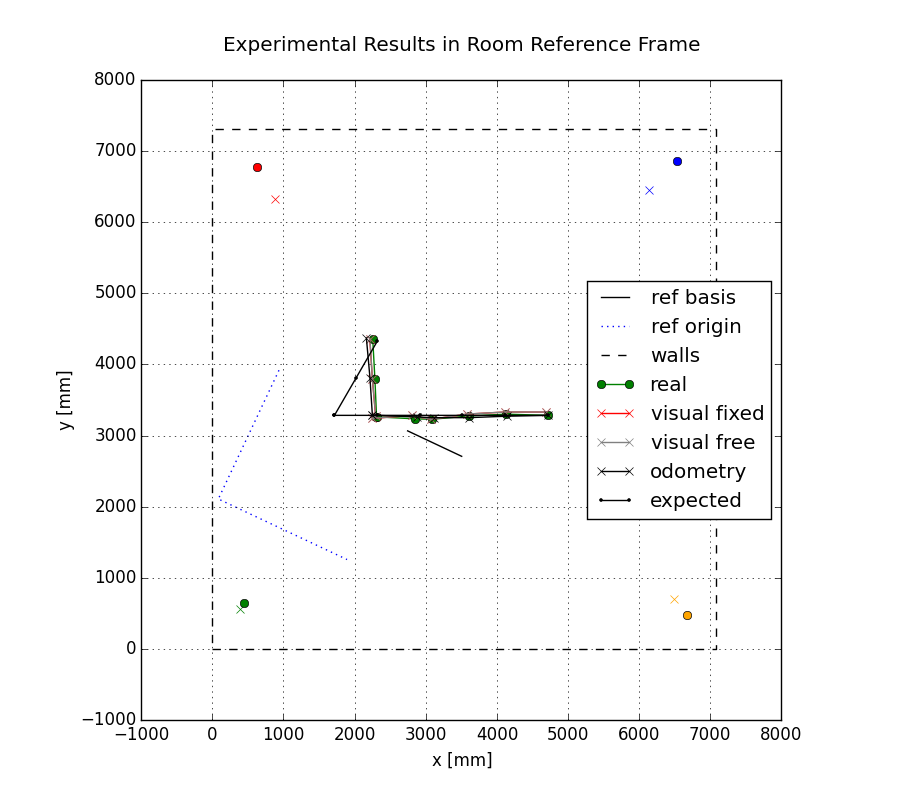 Experimental Results in Room Reference Frame
8000
7000
6000
5000
4000
3000
2000
1000
0
−1000
y [mm]
ref basis
ref origin
walls
real
visual fixed
visual free
odometry
expected
−1000 0 1000 2000 3000 4000 5000 6000 7000 8000
x [mm]